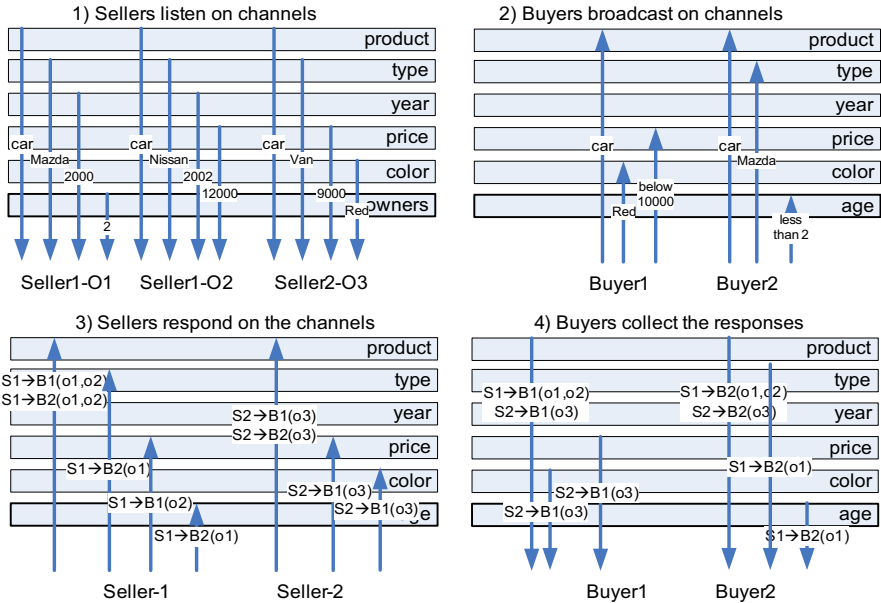 1) Sellers listen on channels
product
type
year
price
car
car
car
Mazda
Nissan
Van
color
2000
2002
12000
9000
owners
2
Red
Seller1-O1
Seller1-O2
Seller2-O3
2) Buyers broadcast on channels
product
type
year
price
car
car
Mazda
color
below
10000
Red
age
less
than 2
Buyer1
Buyer2
3) Sellers respond on the channels
product
type
S1→B1(o1,o2)
S1→B2(o1,o2)
year
S2→B1(o3)
S2→B2(o3)
price
S1→B2(o1)
color
S2→B1(o3)
S1→B1(o2)
S2→B1(o3)
S1→B2(o1)
Seller-1
Seller-2
4) Buyers collect the responses
product
type
S1→B1(o1,o2)
S2→B1(o3)
S1→B2(o1,o2)
S2→B2(o3)
year
price
S1→B2(o1)
color
S2→B1(o3)
S2→B1(o3)
age
S1→B2(o1)
Buyer1
Buyer2